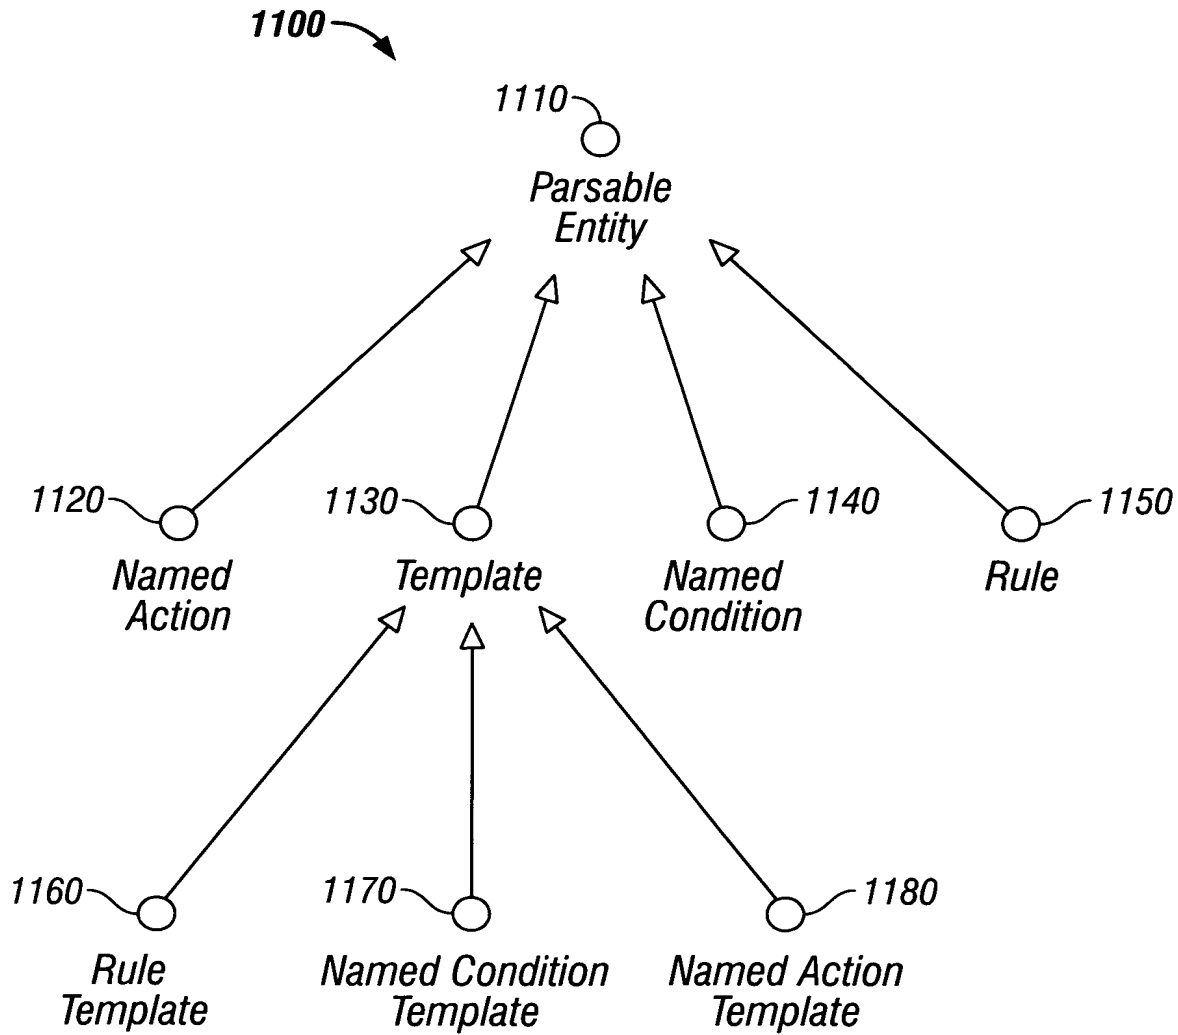 1100
1110
Parsable
Entity
1120
1130
1140
1150
Named
Action
Template
Named
Condition
Rule
1160
1170
1180
Rule
Template
Named Condition
Template
Named Action
Template